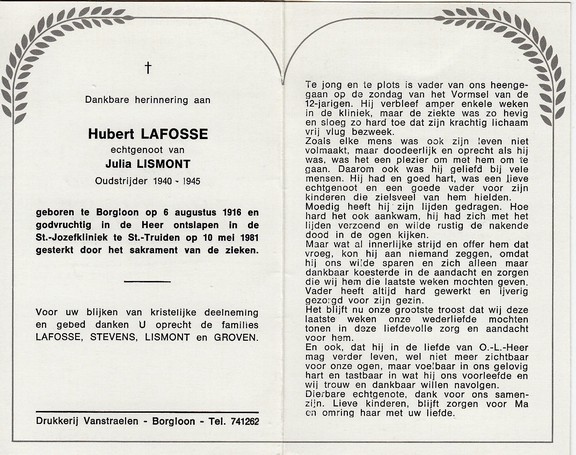 †
Dankbare herinnering aan
Hubert LAFOSSE
echtgenoot van
Julia LISMONT
Oudstrijder 1940 - 1945
geboren te Borgloon op 6 augustus 1916 en
godvruchtig in de Heer ontslapen in de
St.-Jozefkliniek te St.-Truiden op 10 mei 1981
gesterkt door het sakrament van de zieken.
Voor uw blijken van kristelijke deelneming
en gebed danken U oprecht de families
LAFOSSE, STEVENS, LISMONT en GROVEN.
Drukkerij Vanstraelen - Borgloon - Tel. 741262
Te jong en te plots is vader van ons heenge-
gaan op de zondag van het Vormsel van de
12-jarigen. Hij verbleef amper enkele weken
in de kliniek, maar de ziekte was zo hevig
en sloeg zo hard toe dat zijn krachtig lichaam
vrij vlug bezweek.
Zoals elke mens was ook zijn leven niet
volmaakt, maar doodeerlijk en oprecht als hij
was, was het een plezier om met hem om te
gaan. Daarom ook was hij geliefd bij vele
mensen. Hij had en goed hart, was een lieve
echtgenoot en een goede vader voor zijn
kinderen die zielsveel van hem hielden.
Moedig heeft hij zijn lijden gedragen. Hoe
hard het ook aankwam, hij had zich met het
lijden verzoend en wilde rustig de nakende
dood in de ogen kijken.
Maar wat al innerlijke strijd en offer hem dat
vroeg, kon hij aan niemand zeggen, omdat
hij ons wilde sparen en zich alleen maar
dankbaar koesterde in de aandacht en zorgen
die wij hem die laatste weken mochten geven.
Vader heeft altijd hard gewerkt en ijverig
gezorgd voor zijn gezin.
Het blijft nu onze grootste troost dat wij deze
laatste weken onze wederliefde mochten
tonen in deze liefdevolle zorg en aandacht
voor hem.
En ook, dat hij in de liefde van O.-L.-Heer
mag verder leven, wel niet meer zichtbaar
voor onze ogen, maar voelbaar in ons gelovig
hart en tastbaar in wat hij ons voorleefde en
wij trouw en dankbaar willen navolgen.
Dierbare echtgenote, dank voor ons samen-
zijn. Lieve kinderen, blijft zorgen voor Ma
en omring haar met uw liefde.